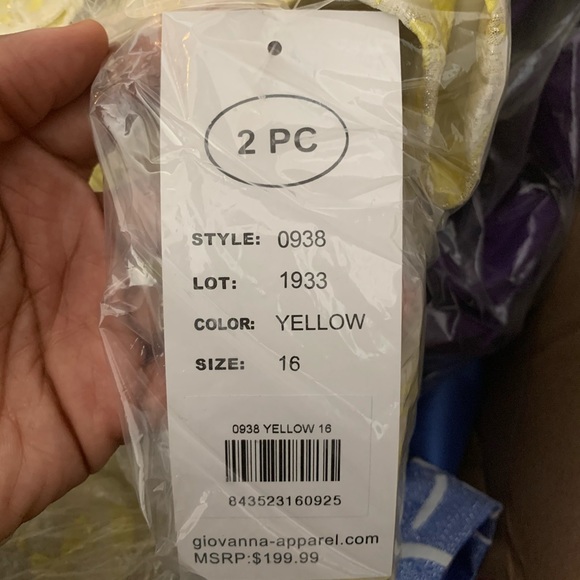 2 PC
STYLE: 0938
LOT: 1933
COLOR: YELLOW
SIZE: 16
0938 YELLOW 16
843523160925
giovanna-apparel.com
MSRP:$199.99